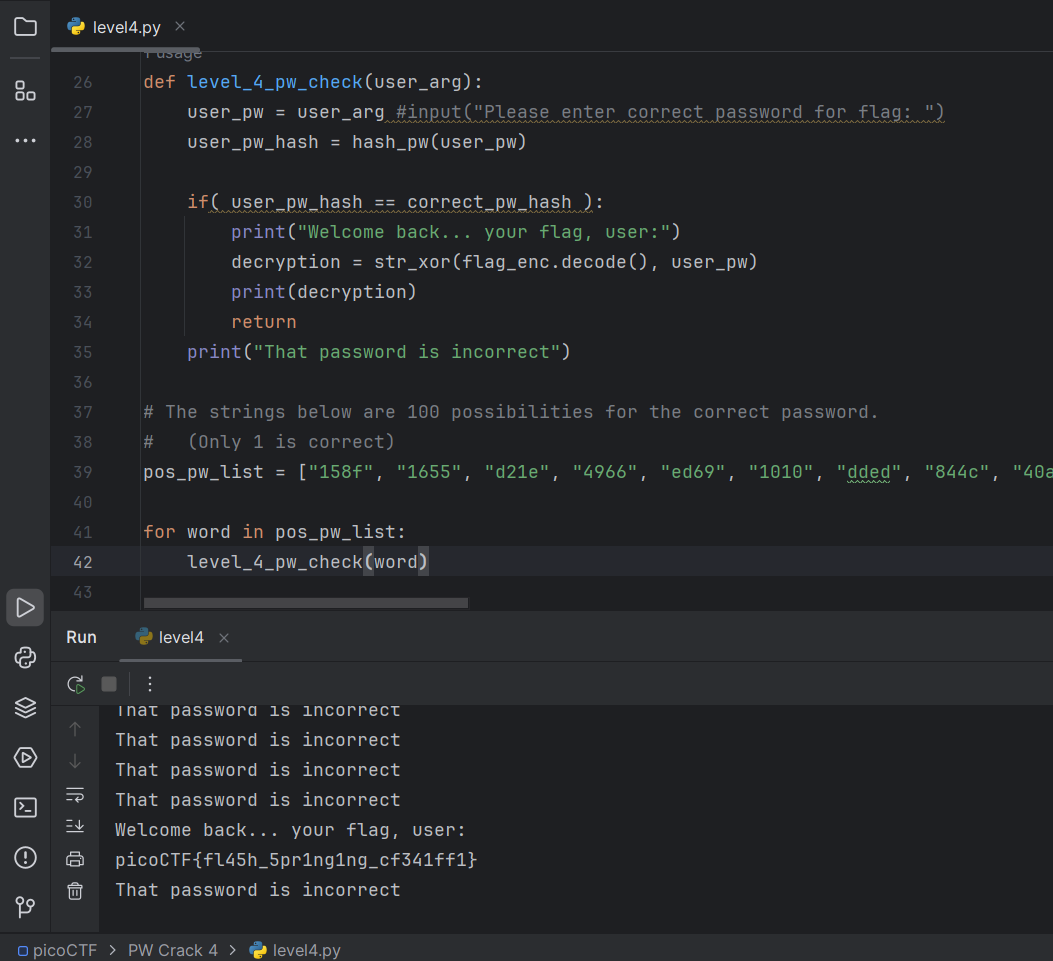 level4.py
1 usage
26 def level_4_pw_check(user_arg):
27     user_pw = user_arg #input("Please enter correct password for flag: ")
28     user_pw_hash = hash_pw(user_pw)
29
30     if( user_pw_hash == correct_pw_hash ):
31         print("Welcome back... your flag, user:")
32         decryption = str_xor(flag_enc.decode(), user_pw)
33         print(decryption)
34         return
35     print("That password is incorrect")
36
37 # The strings below are 100 possibilities for the correct password.
38 #   (Only 1 is correct)
39 pos_pw_list = ["158f", "1655", "d21e", "4966", "ed69", "1010", "dded", "844c", "40a
40
41 for word in pos_pw_list:
42     level_4_pw_check(word)
43
Run level4
That password is incorrect
That password is incorrect
That password is incorrect
That password is incorrect
Welcome back... your flag, user:
picoCTF{fl45h_5pr1ng1ng_cf341ff1}
That password is incorrect
picoCTF > PW Crack 4 > level4.py